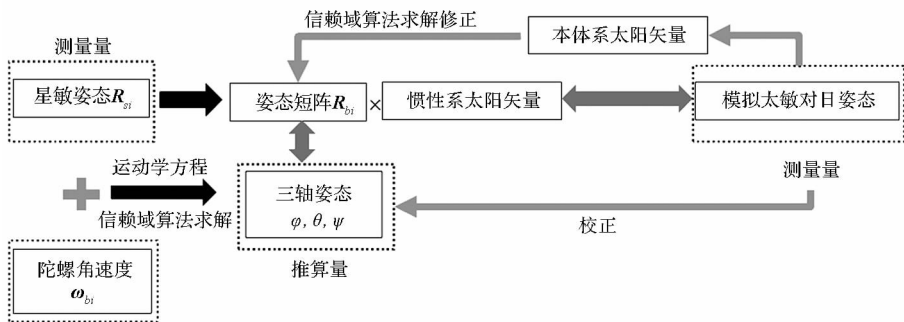 信赖域算法求解修正
本体系太阳矢量
测量量
星敏姿态R_si
姿态短阵R_bi
×
惯性系太阳矢量
模拟太敏对日姿态
运动学方程
信赖域算法求解
三轴姿态
φ, θ, ψ
测量量
校正
推算量
陀螺角速度
ω_bi